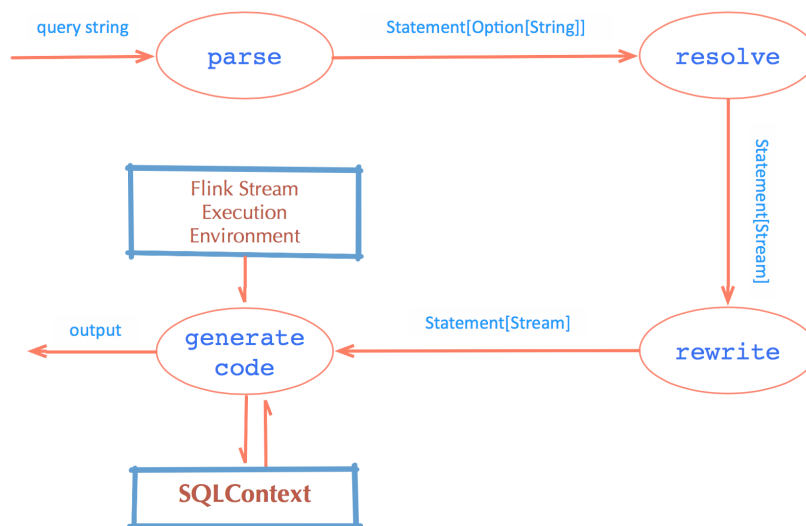 query string
Statement[Option[String]]
parse
resolve
Statement[Stream]
Flink Stream
Execution
Environment
output
Statement[Stream]
generate
code
rewrite
SQLContext